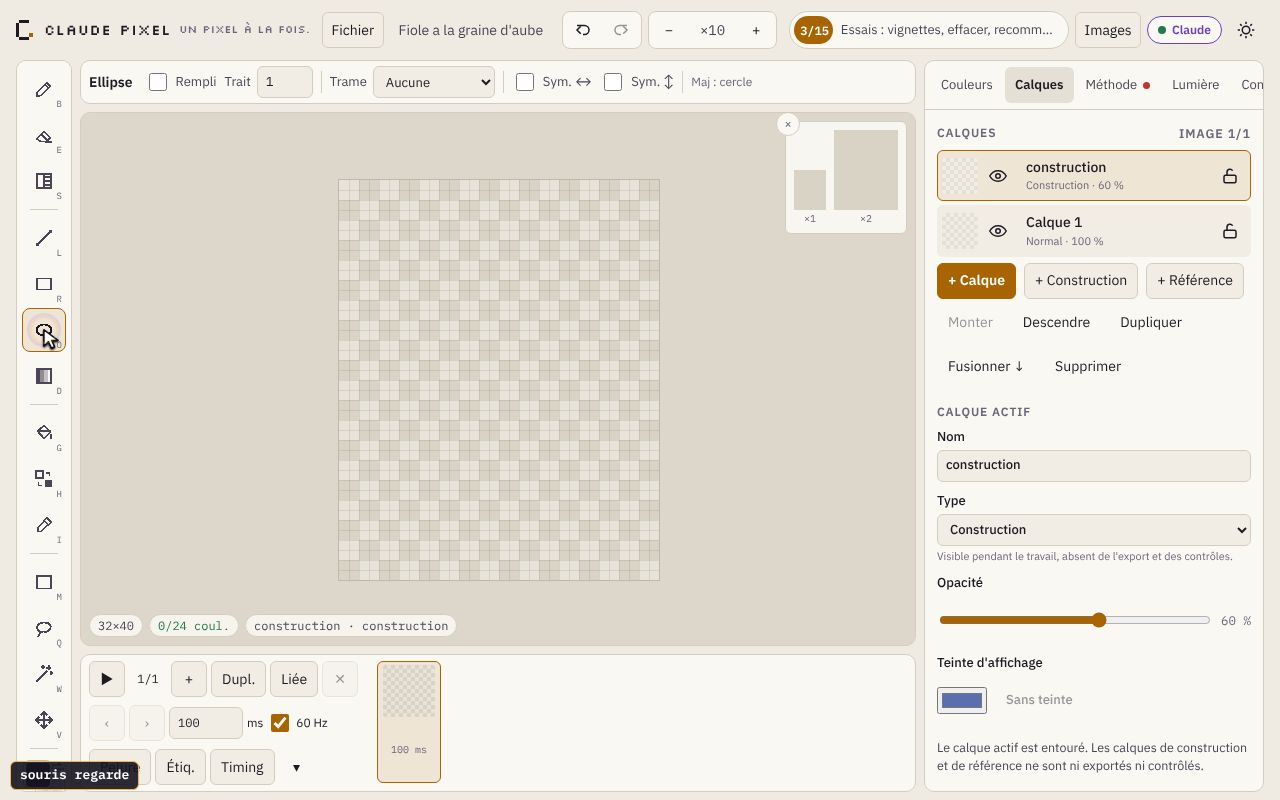 CLAUDE PIXEL UN PIXEL À LA FOIS. Fichier Fiole a la graine d'aube − ×10 + 3/15 Essais : vignettes, effacer, recomm… Images Claude
Ellipse Rempli Trait 1 Trame Aucune Sym. ↔ Sym. ↕ Maj : cercle
B
E
S
L
R
D
G
H
I
M
Q
W
V
×
×1 ×2
32×40 0/24 coul. construction · construction
1/1 + Dupl. Liée ×
‹ › 100 ms 60 Hz
Étiq. Timing ▼
100 ms
souris regarde
Couleurs Calques Méthode Lumière
CALQUES IMAGE 1/1
construction
Construction · 60 %
Calque 1
Normal · 100 %
+ Calque + Construction + Référence
Monter Descendre Dupliquer
Fusionner ↓ Supprimer
CALQUE ACTIF
Nom
construction
Type
Construction
Visible pendant le travail, absent de l'export et des contrôles.
Opacité
60 %
Teinte d'affichage
Sans teinte
Le calque actif est entouré. Les calques de construction
et de référence ne sont ni exportés ni contrôlés.